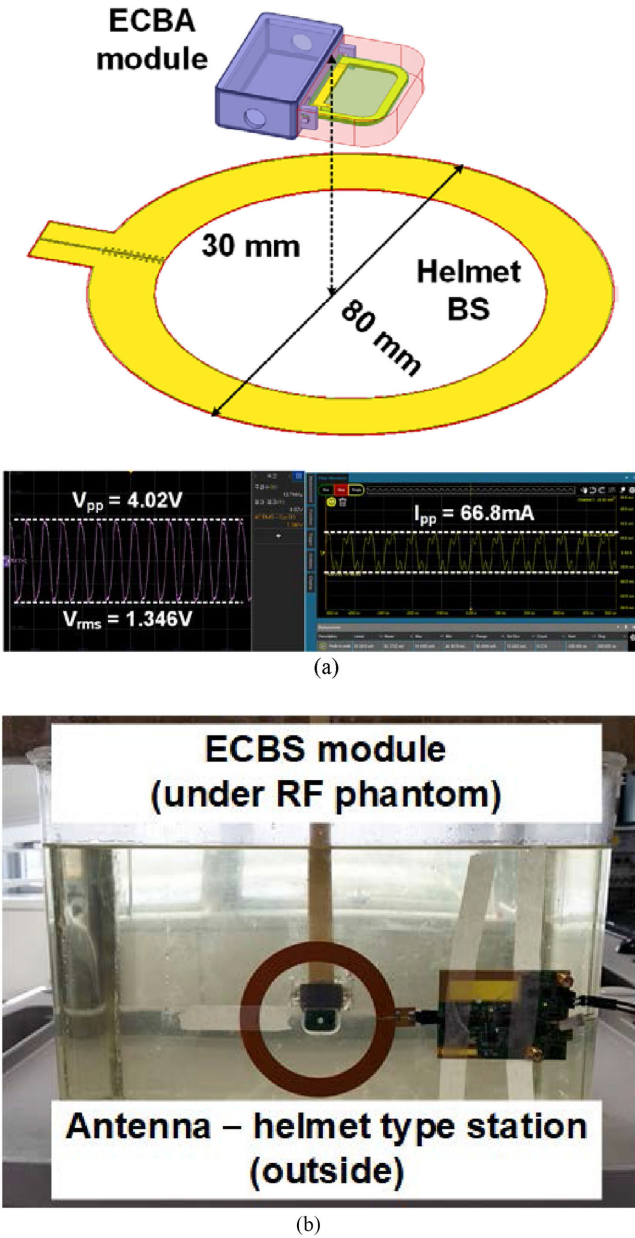 ECBA
module
30 mm
80 mm
Helmet
BS
Vpp = 4.02V
Vrms = 1.346V
Ipp = 66.8mA
(a)
ECBS module
(under RF phantom)
Antenna – helmet type station
(outside)
(b)